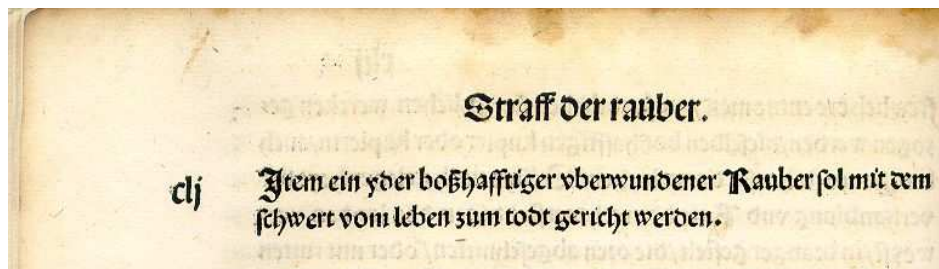 Straff der rauber.
clj Item ein yder boßhafftiger vberwundener Rauber sol mit dem
schwert vom leben zum todt gericht werden.